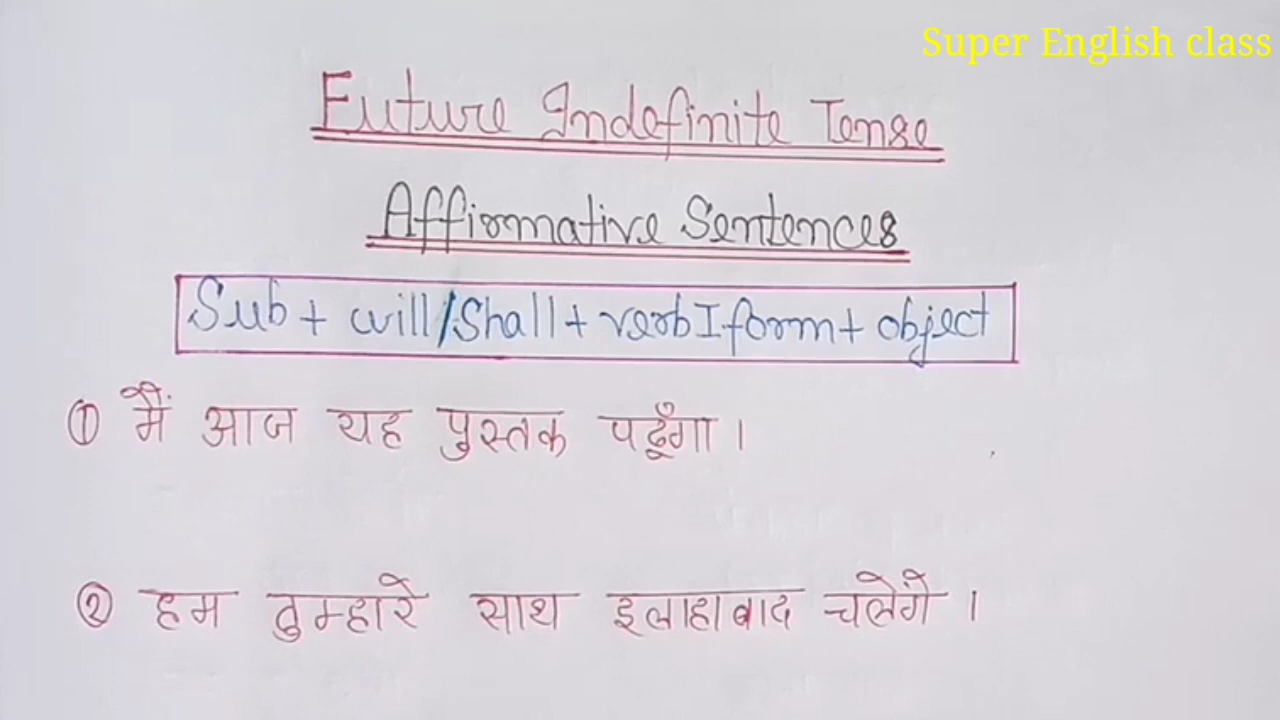 Super English class
Future Indefinite Tense
Affirmative Sentences
Sub + will/Shall + verb I form + object
① मैं आज यह पुस्तक पढूँगा ।
② हम तुम्हारे साथ इलाहाबाद चलेंगे ।